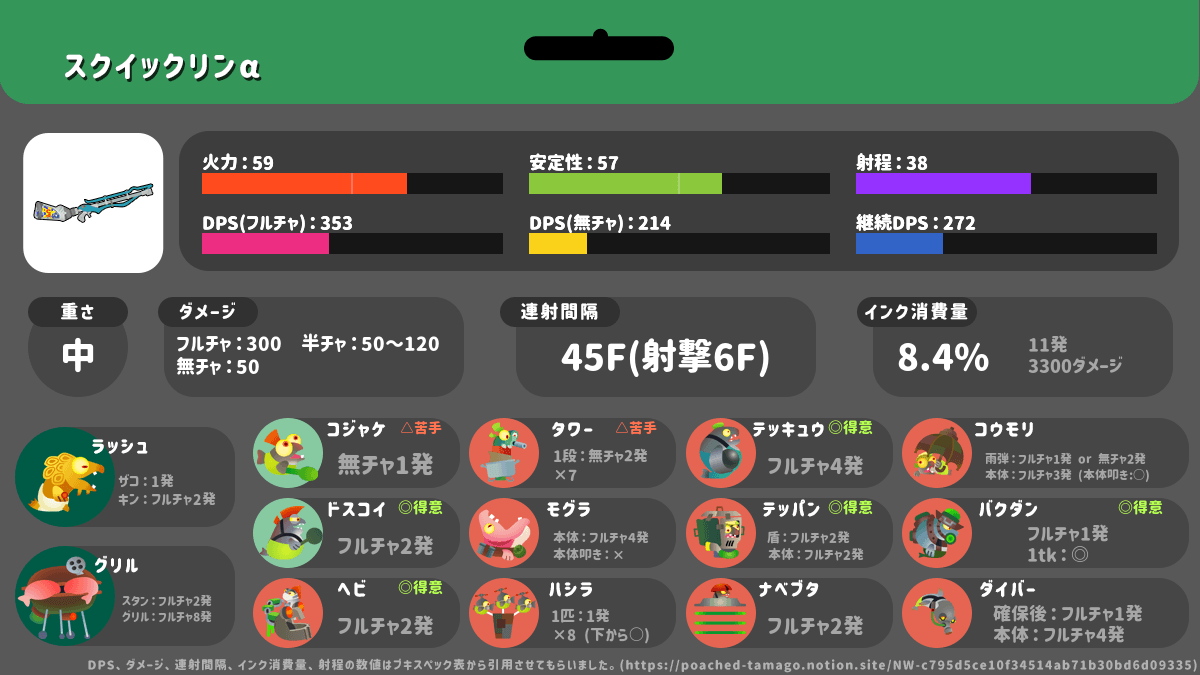 スクイックリンα
火力：59
安定性：57
射程：38
DPS(フルチャ)：353
DPS(無チャ)：214
継続DPS：272
重さ
中
ダメージ
フルチャ：300　半チャ：50〜120
無チャ：50
連射間隔
45F(射撃6F)
インク消費量
8.4%
11発
3300ダメージ
ラッシュ
ザコ：1発
キン：フルチャ2発
グリル
スタン：フルチャ2発
グリル：フルチャ8発
コジャケ　△苦手
無チャ1発
ドスコイ　◎得意
フルチャ2発
ヘビ　◎得意
フルチャ2発
タワー　△苦手
1段：無チャ2発
×7
モグラ
本体：フルチャ4発
本体叩き：×
ハシラ
1匹：1発
×8 (下から○)
テッキュウ ◎得意
フルチャ4発
テッパン　◎得意
盾：フルチャ2発
本体：フルチャ2発
ナベブタ
フルチャ2発
コウモリ
雨弾：フルチャ1発 or 無チャ2発
本体：フルチャ3発 (本体叩き:○)
バクダン　◎得意
フルチャ1発
1tk：◎
ダイバー
確保後：フルチャ1発
本体：フルチャ4発
DPS、ダメージ、連射間隔、インク消費量、射程の数値はブキスペック表から引用させてもらいました。(https://poached-tamago.notion.site/NW-c795d5ce10f34514ab71b30bd6d09335)